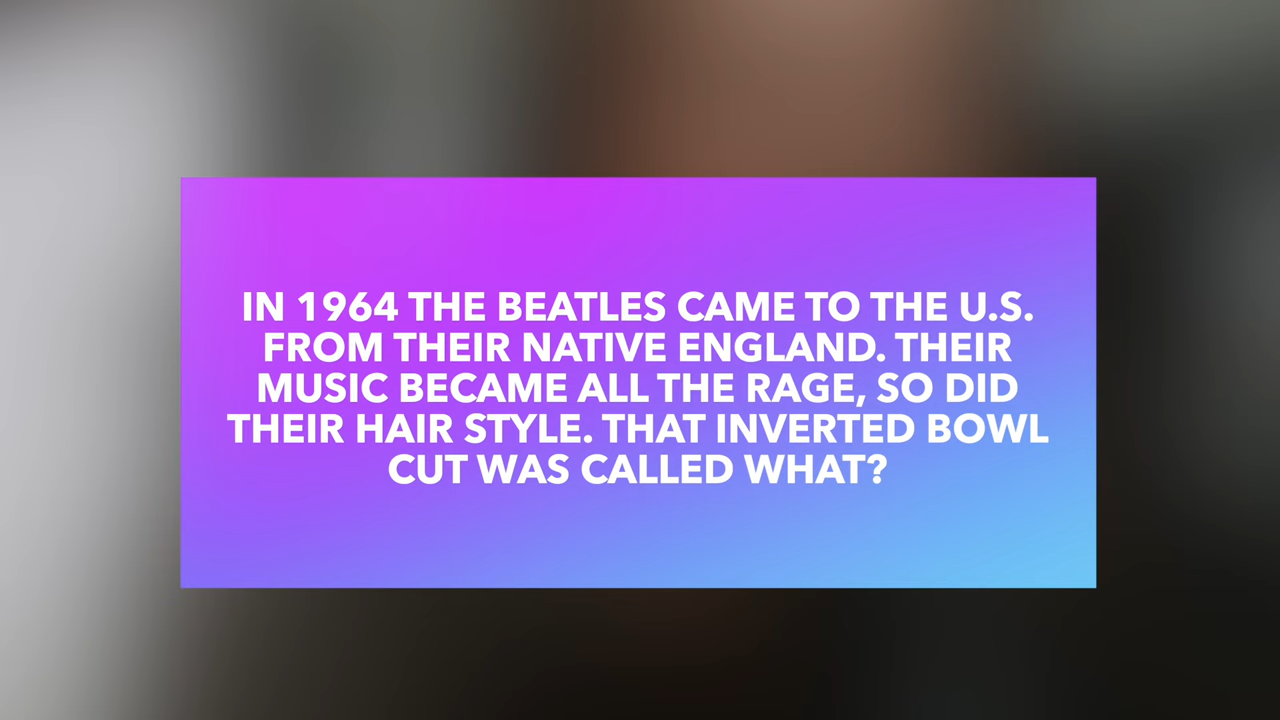 IN 1964 THE BEATLES CAME TO THE U.S.
FROM THEIR NATIVE ENGLAND. THEIR
MUSIC BECAME ALL THE RAGE, SO DID
THEIR HAIR STYLE. THAT INVERTED BOWL
CUT WAS CALLED WHAT?